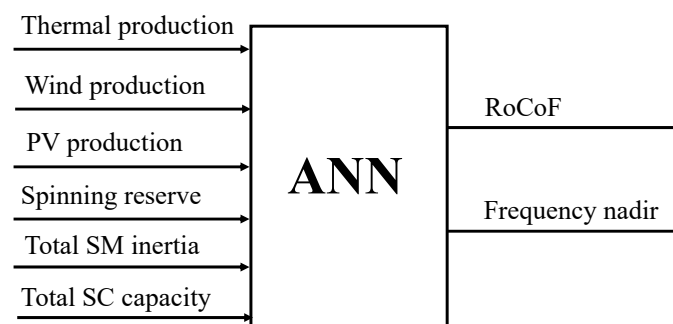 Thermal production
Wind production
PV production
Spinning reserve
Total SM inertia
Total SC capacity
ANN
RoCoF
Frequency nadir